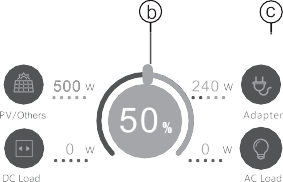 b
c
500 W
240 W
PV/Others
50 %
Adapter
0 W
0 W
DC Load
AC Load